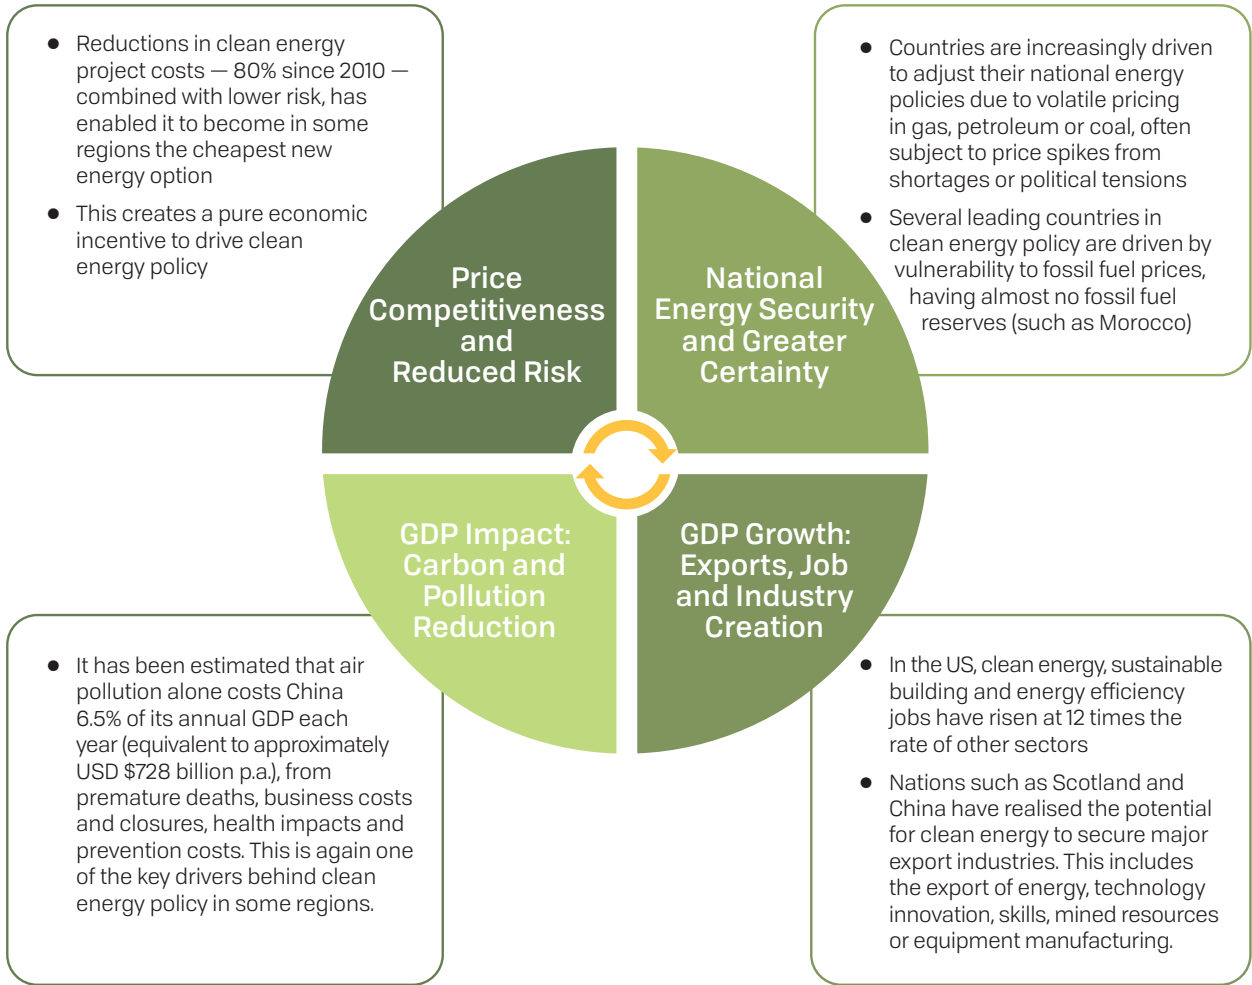 ● Reductions in clean energy
project costs — 80% since 2010 —
combined with lower risk, has
enabled it to become in some
regions the cheapest new
energy option
● This creates a pure economic
incentive to drive clean
energy policy
● Countries are increasingly driven
to adjust their national energy
policies due to volatile pricing
in gas, petroleum or coal, often
subject to price spikes from
shortages or political tensions
● Several leading countries in
clean energy policy are driven by
vulnerability to fossil fuel prices,
having almost no fossil fuel
reserves (such as Morocco)
Price
Competitiveness
and
Reduced Risk
National
Energy Security
and Greater
Certainty
GDP Impact:
Carbon and
Pollution
Reduction
GDP Growth:
Exports, Job
and Industry
Creation
● It has been estimated that air
pollution alone costs China
6.5% of its annual GDP each
year (equivalent to approximately
USD $728 billion p.a.), from
premature deaths, business costs
and closures, health impacts and
prevention costs. This is again one
of the key drivers behind clean
energy policy in some regions.
● In the US, clean energy, sustainable
building and energy efficiency
jobs have risen at 12 times the
rate of other sectors
● Nations such as Scotland and
China have realised the potential
for clean energy to secure major
export industries. This includes
the export of energy, technology
innovation, skills, mined resources
or equipment manufacturing.